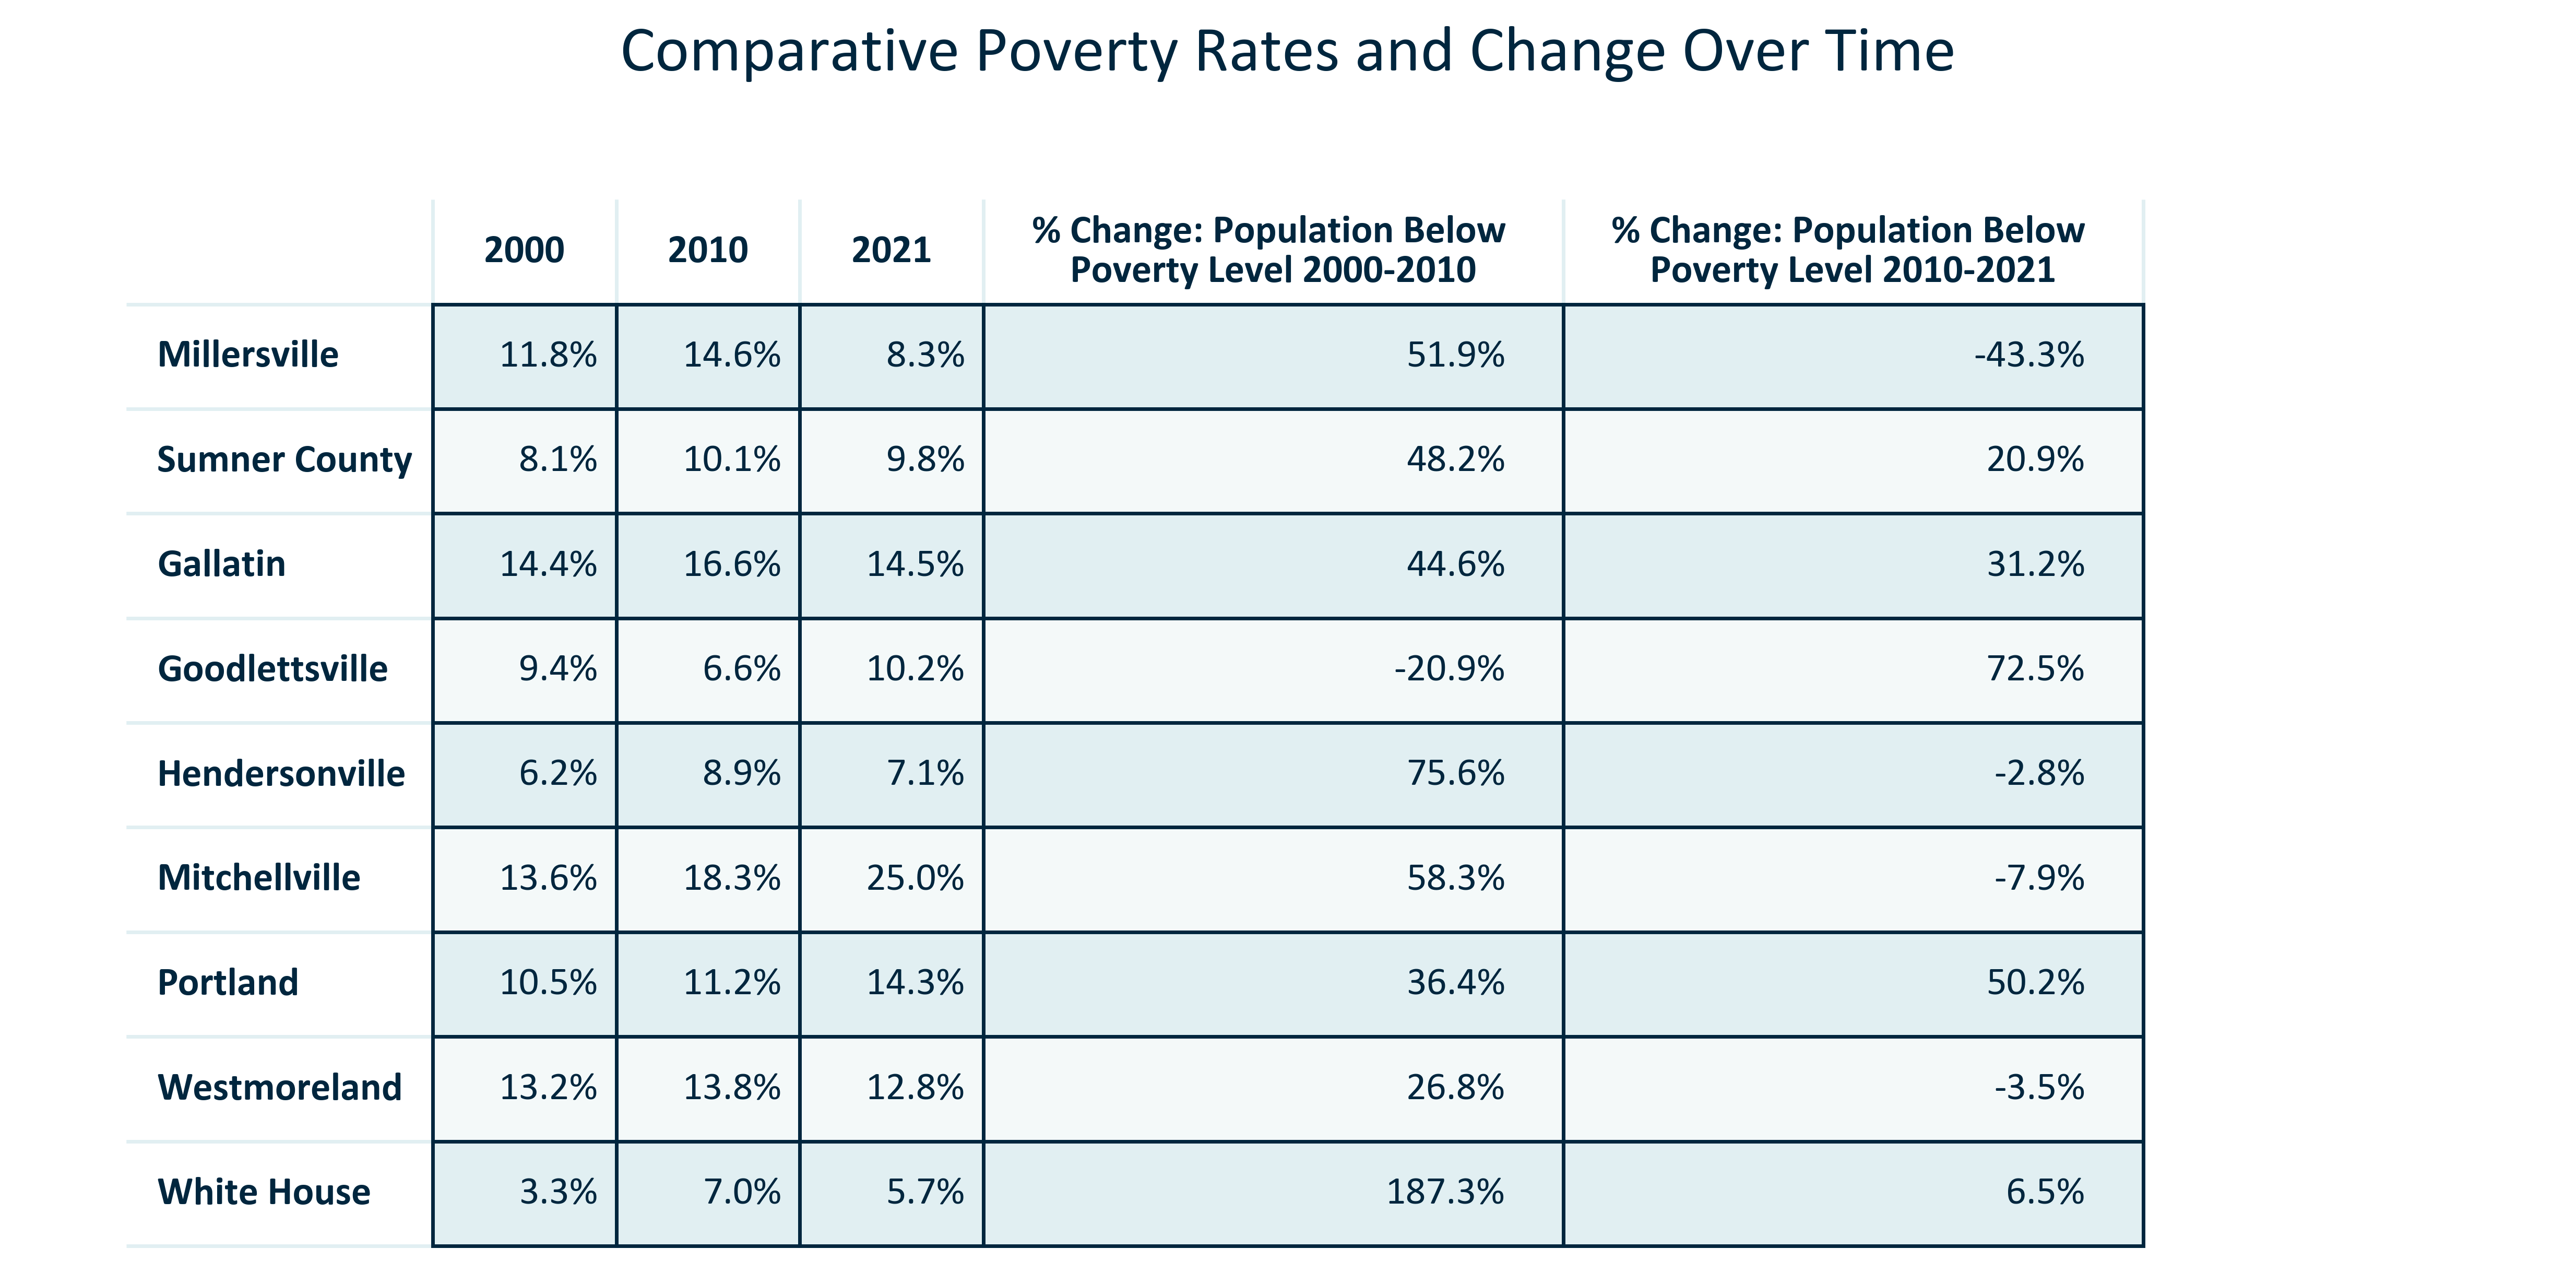 Comparative Poverty Rates and Change Over Time
2000 2010 2021 % Change: Population Below Poverty Level 2000-2010 % Change: Population Below Poverty Level 2010-2021
Millersville 11.8% 14.6% 8.3% 51.9% -43.3%
Sumner County 8.1% 10.1% 9.8% 48.2% 20.9%
Gallatin 14.4% 16.6% 14.5% 44.6% 31.2%
Goodlettsville 9.4% 6.6% 10.2% -20.9% 72.5%
Hendersonville 6.2% 8.9% 7.1% 75.6% -2.8%
Mitchellville 13.6% 18.3% 25.0% 58.3% -7.9%
Portland 10.5% 11.2% 14.3% 36.4% 50.2%
Westmoreland 13.2% 13.8% 12.8% 26.8% -3.5%
White House 3.3% 7.0% 5.7% 187.3% 6.5%